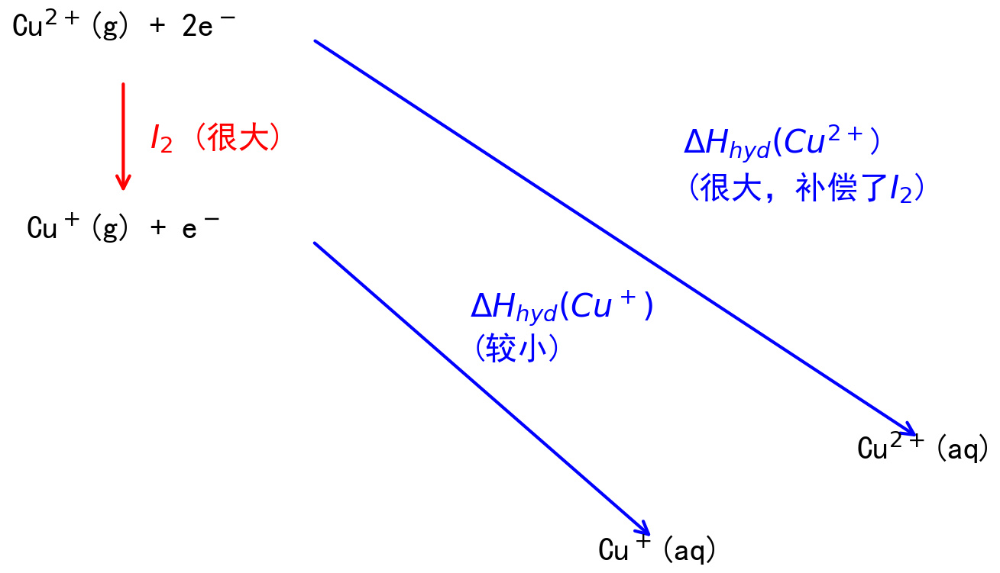 Cu²⁺(g) + 2e⁻
I₂ (很大)
ΔH_hyd(Cu²⁺)
(很大，补偿了I₂)
Cu⁺(g) + e⁻
ΔH_hyd(Cu⁺)
(较小)
Cu²⁺(aq)
Cu⁺(aq)